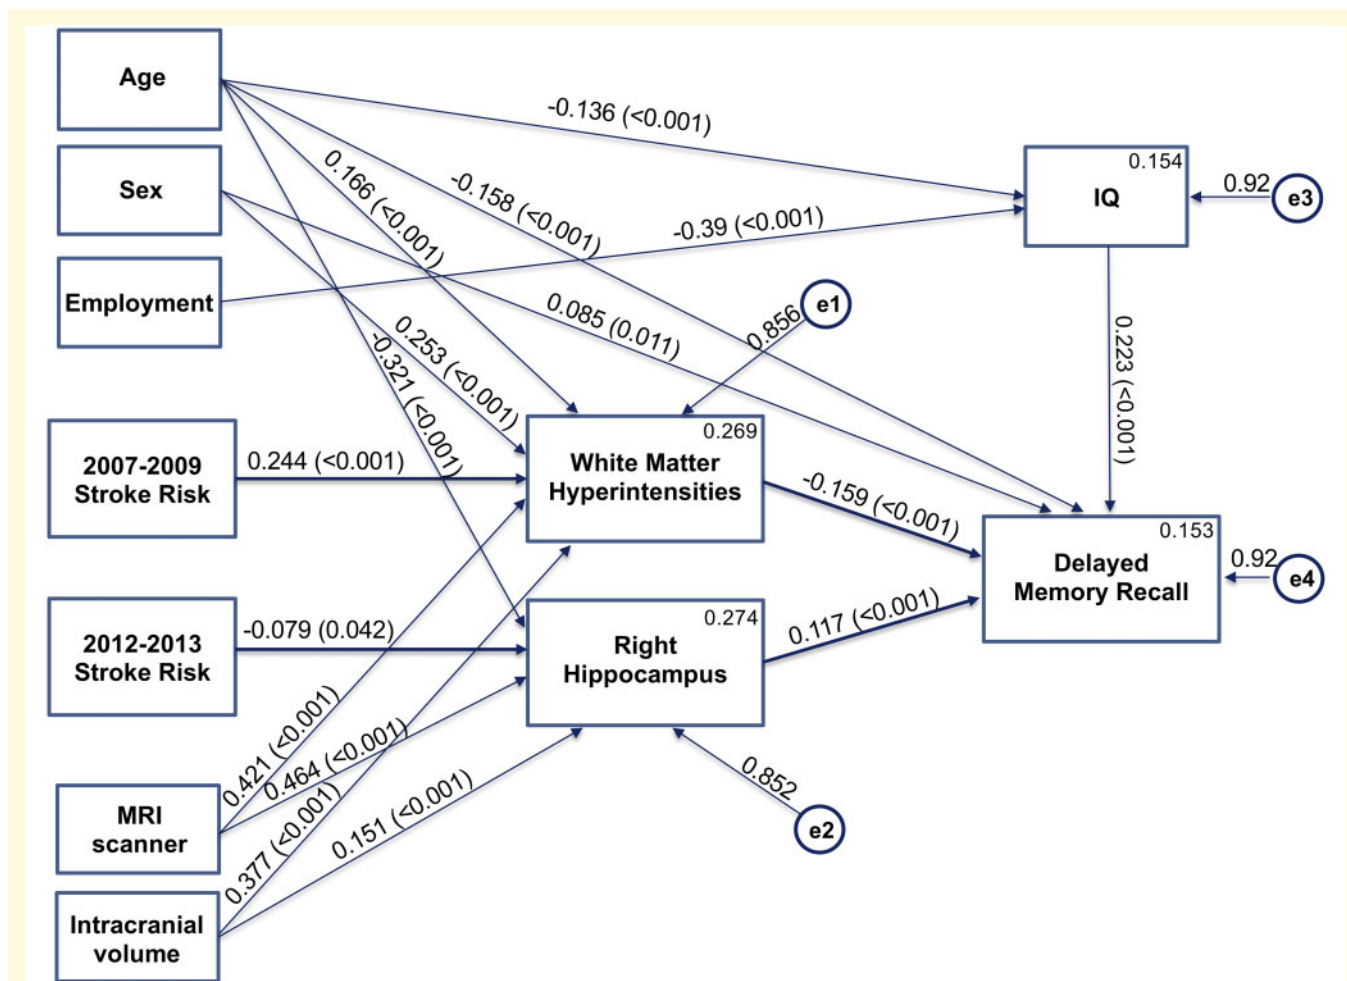 Age
Sex
Employment
2007-2009
Stroke Risk
2012-2013
Stroke Risk
MRI
scanner
Intracranial
volume
-0.136 (<0.001)
0.166 (<0.001)
-0.158 (<0.001)
-0.39 (<0.001)
0.085 (0.011)
0.253 (<0.001)
-0.321 (<0.001)
0.244 (<0.001)
-0.079 (0.042)
0.421 (<0.001)
0.464 (<0.001)
0.377 (<0.001)
0.151 (<0.001)
0.856
e1
0.269
White Matter
Hyperintensities
0.274
Right
Hippocampus
0.852
e2
-0.159 (<0.001)
0.117 (<0.001)
0.154
IQ
0.92
e3
0.223 (<0.001)
0.153
Delayed
Memory Recall
0.92
e4